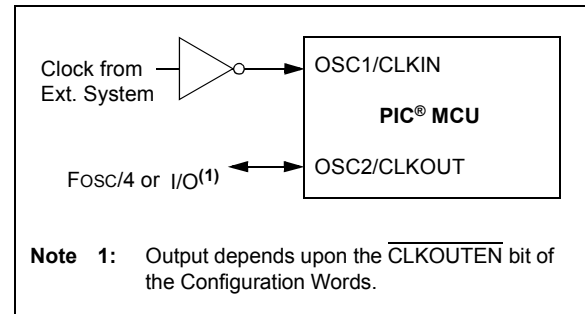 Clock from
Ext. System
OSC1/CLKIN
PIC® MCU
FOSC/4 or I/O(1)
OSC2/CLKOUT
Note 1: Output depends upon the CLKOUTEN bit of
the Configuration Words.